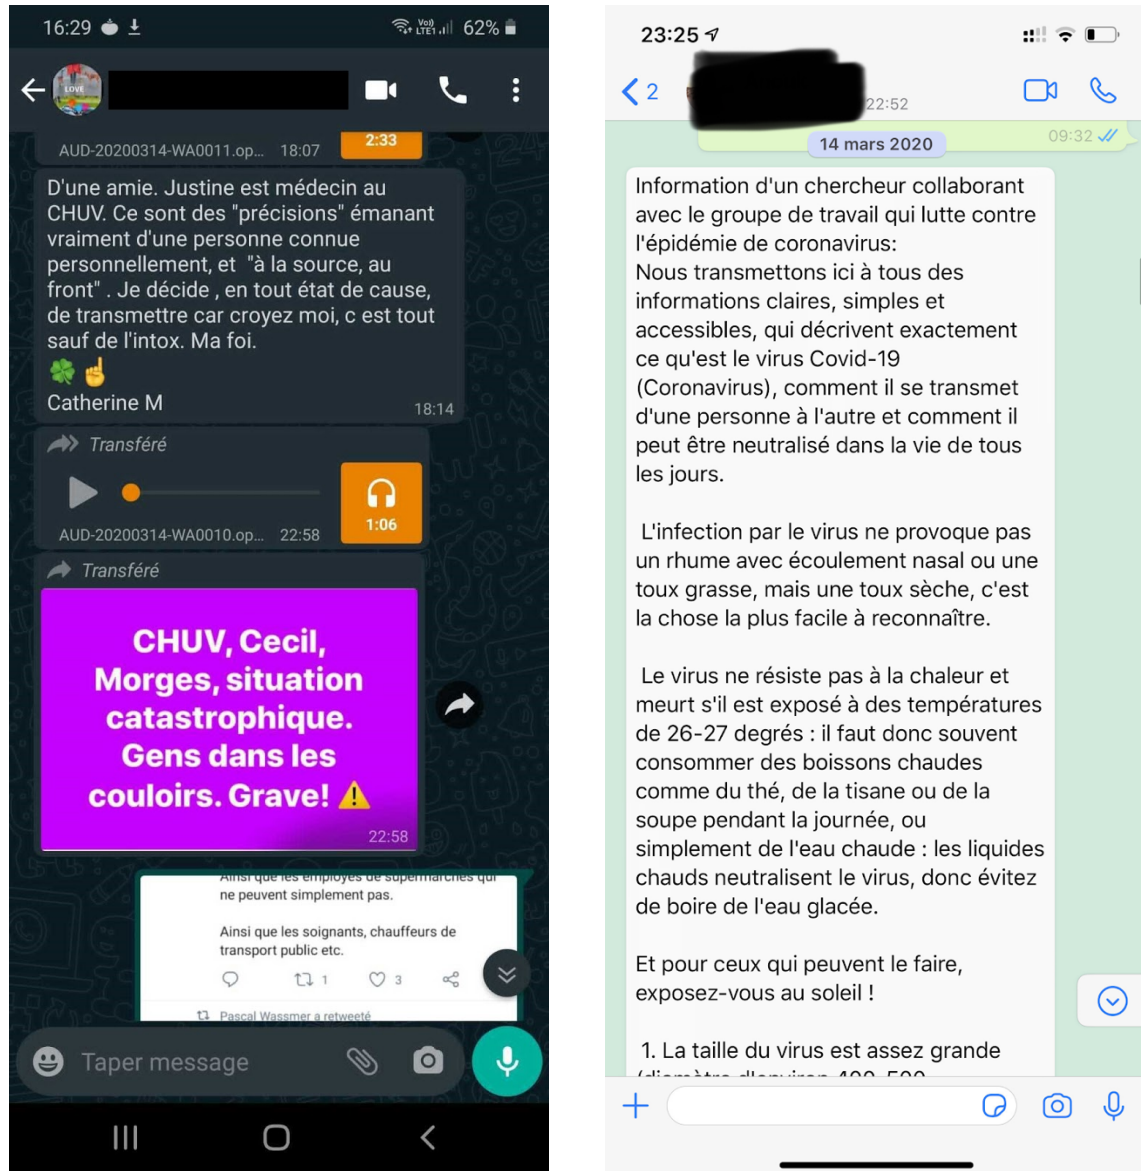 16:29
Vo))
LTE1
62%
LOVE
AUD-20200314-WA0011.op... 18:07
2:33
D'une amie. Justine est médecin au
CHUV. Ce sont des "précisions" émanant
vraiment d'une personne connue
personnellement, et "à la source, au
front" . Je décide , en tout état de cause,
de transmettre car croyez moi, c est tout
sauf de l'intox. Ma foi.
🍀☝
Catherine M
18:14
Transféré
1:06
AUD-20200314-WA0010.op... 22:58
Transféré
CHUV, Cecil,
Morges, situation
catastrophique.
Gens dans les
couloirs. Grave! ⚠️
22:58
Ainsi que les employés de supermarchés qui
ne peuvent simplement pas.
Ainsi que les soignants, chauffeurs de
transport public etc.
1
3
Pascal Wassmer a retweeté
Taper message
23:25
2
22:52
09:32
14 mars 2020
Information d'un chercheur collaborant
avec le groupe de travail qui lutte contre
l'épidémie de coronavirus:
Nous transmettons ici à tous des
informations claires, simples et
accessibles, qui décrivent exactement
ce qu'est le virus Covid-19
(Coronavirus), comment il se transmet
d'une personne à l'autre et comment il
peut être neutralisé dans la vie de tous
les jours.
L'infection par le virus ne provoque pas
un rhume avec écoulement nasal ou une
toux grasse, mais une toux sèche, c'est
la chose la plus facile à reconnaître.
Le virus ne résiste pas à la chaleur et
meurt s'il est exposé à des températures
de 26-27 degrés : il faut donc souvent
consommer des boissons chaudes
comme du thé, de la tisane ou de la
soupe pendant la journée, ou
simplement de l'eau chaude : les liquides
chauds neutralisent le virus, donc évitez
de boire de l'eau glacée.
Et pour ceux qui peuvent le faire,
exposez-vous au soleil !
1. La taille du virus est assez grande
(diamètre d'environ 400-500